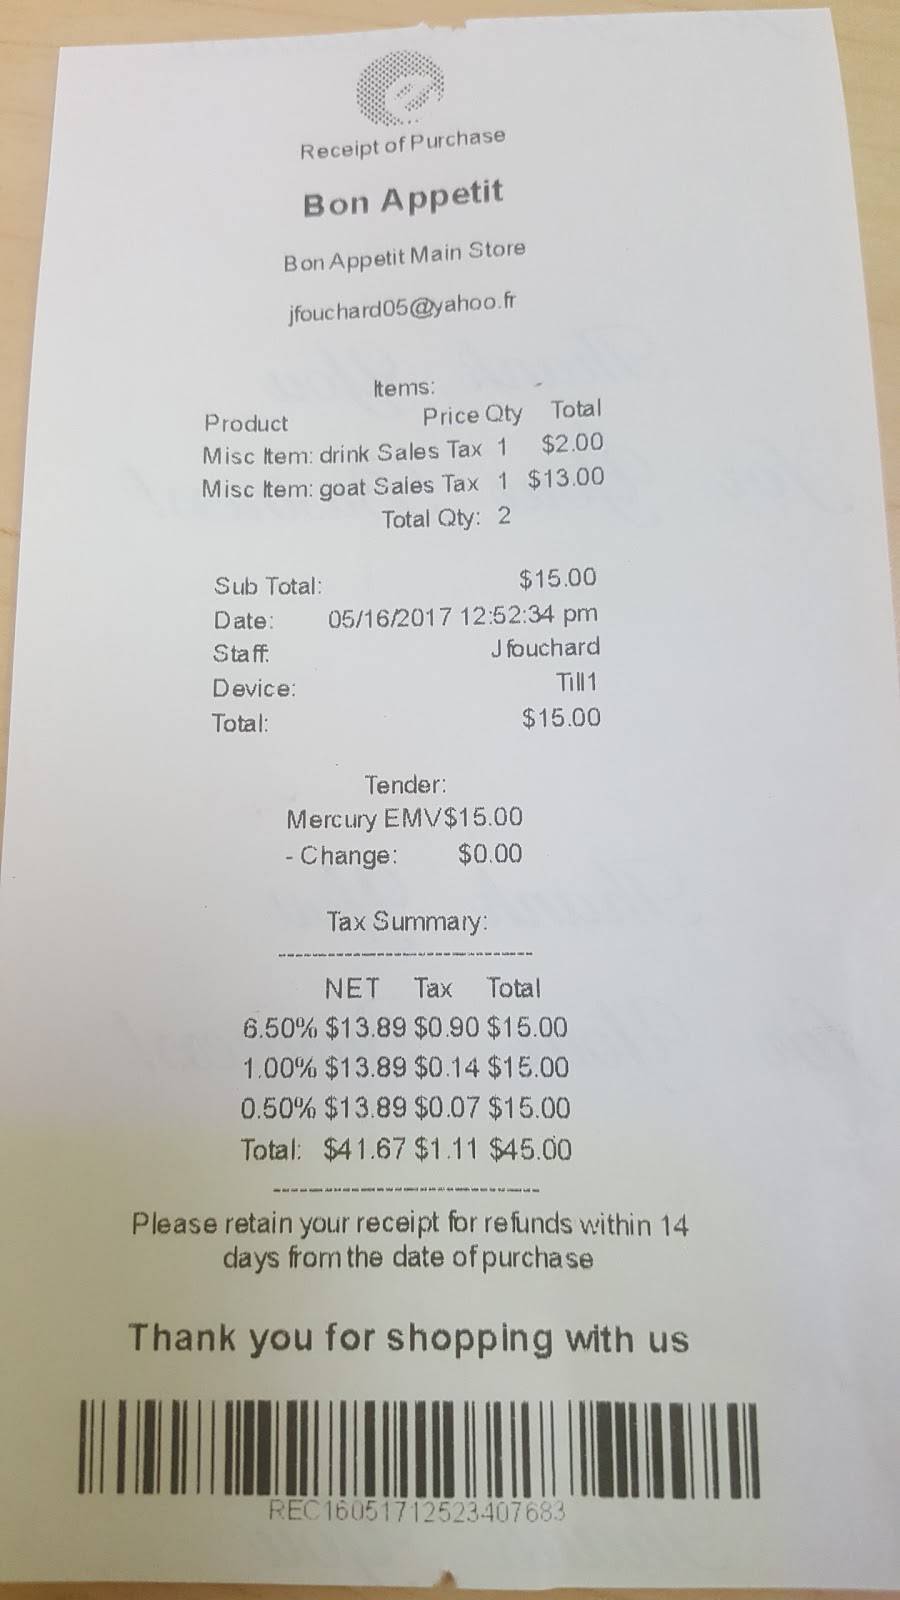 Receipt of Purchase
Bon Appetit
Bon Appetit Main Store
jfouchard05@yahoo.fr
Items:
Product Price Qty Total
Misc Item: drink Sales Tax 1 $2.00
Misc Item: goat Sales Tax 1 $13.00
Total Qty: 2
Sub Total: $15.00
Date: 05/16/2017 12:52:34 pm
Staff: Jfouchard
Device: Till1
Total: $15.00
Tender:
Mercury EMV$15.00
- Change: $0.00
Tax Summary:
------------------------------
NET Tax Total
6.50% $13.89 $0.90 $15.00
1.00% $13.89 $0.14 $15.00
0.50% $13.89 $0.07 $15.00
Total: $41.67 $1.11 $45.00
------------------------------
Please retain your receipt for refunds within 14
days from the date of purchase
Thank you for shopping with us
REC16051712523407683